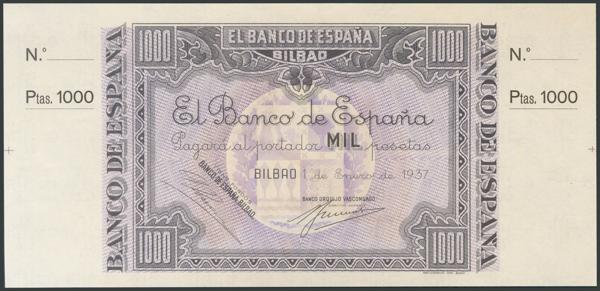 EL BANCO DE ESPAÑA
BILBAO
1000
1000
N.º
Ptas. 1000
BANCO DE ESPAÑA
BANCO DE ESPAÑA
N.º
Ptas. 1000
El Banco de España
Pagará al portador MIL pesetas
BILBAO 1 de Enero de 1937
BANCO DE ESPAÑA, BILBAO
BANCO URQUIJO VASCONGADO
1000
1000